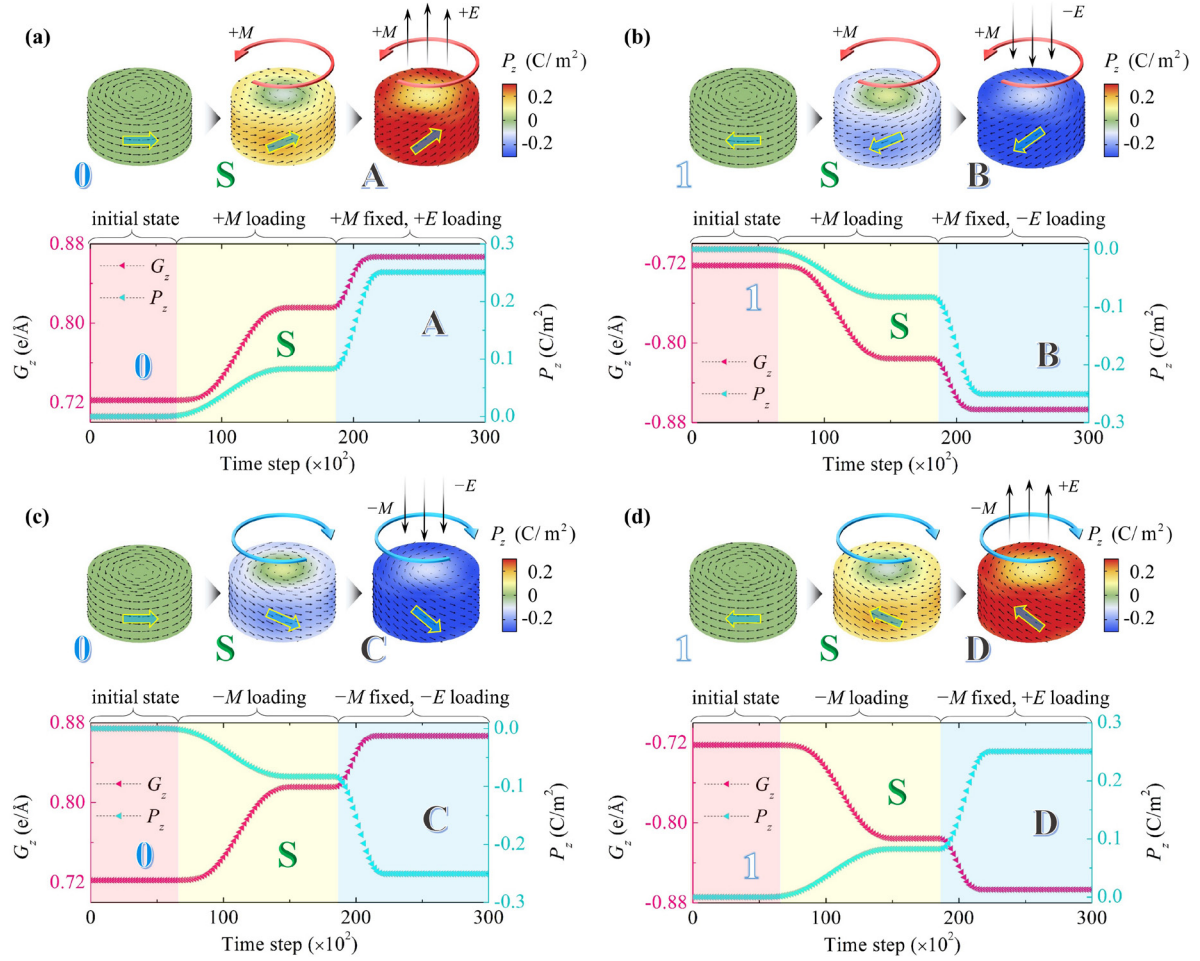 (a)
+M
+M
+E
P_z (C/ m²)
0.2
0
-0.2
0
S
A
initial state
+M loading
+M fixed, +E loading
0.88
0.80
0.72
G_z (e/Å)
G_z
P_z
0
S
A
0.3
0.2
0.1
0.0
P_z (C/m²)
0
100
200
300
Time step (×10²)
(b)
+M
+M
−E
P_z (C/ m²)
0.2
0
-0.2
1
S
B
initial state
+M loading
+M fixed, −E loading
-0.72
-0.80
-0.88
G_z (e/Å)
1
S
B
G_z
P_z
0.0
-0.1
-0.2
-0.3
P_z (C/m²)
0
100
200
300
Time step (×10²)
(c)
−M
−E
P_z (C/ m²)
0.2
0
-0.2
0
S
C
initial state
−M loading
−M fixed, −E loading
0.88
0.80
0.72
G_z (e/Å)
G_z
P_z
0
S
C
0.0
-0.1
-0.2
-0.3
P_z (C/m²)
0
100
200
300
Time step (×10²)
(d)
−M
+E
P_z (C/ m²)
0.2
0
-0.2
1
S
D
initial state
−M loading
−M fixed, +E loading
-0.72
-0.80
-0.88
G_z (e/Å)
G_z
P_z
1
S
D
0.3
0.2
0.1
0.0
P_z (C/m²)
0
100
200
300
Time step (×10²)